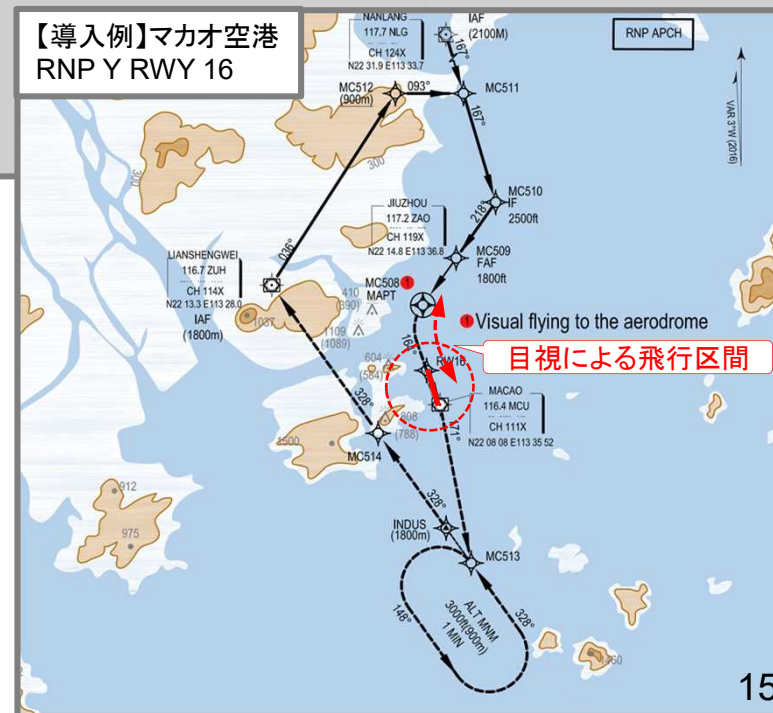 【導入例】マカオ空港
RNP Y RWY 16
NANLANG
117.7 NLG
CH 124X
N22 31.9 E113 33.7
IAF
(2100M)
RNP APCH
VAR 3°W (2016)
167°
MC512
(900m)
093°
MC511
167°
300
300
MC510
IF
2500ft
218°
JIUZHOU
117.2 ZAO
CH 119X
N22 14.8 E113 36.8
MC509
FAF
1800ft
036°
LIANSHENGWEI
116.7 ZUH
CH 114X
N22 13.3 E113 28.0
IAF
(1800m)
1037
MC508 1
MAPT
410
(390)
1109
(1089)
1 Visual flying to the aerodrome
目視による飛行区間
604
(584)
RW16
MACAO
116.4 MCU
CH 111X
N22 08 08 E113 35 52
328°
808
(788)
1500
MC514
912
975
328°
INDUS
(1800m)
MC513
ALT MNM
3000ft(900m)
1 MIN
148°
328°
1460
15